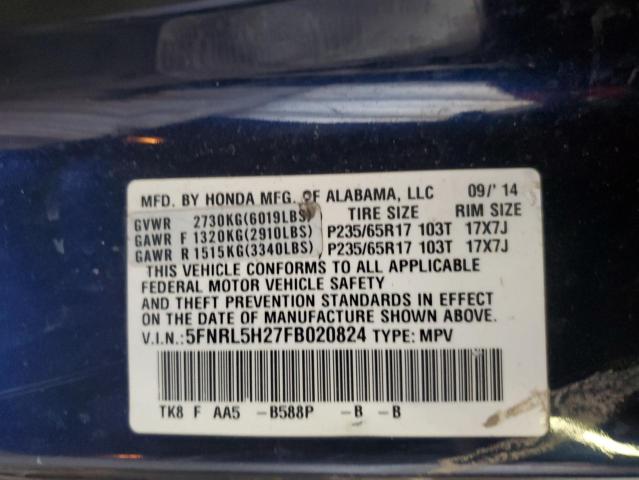 MFD. BY HONDA MFG. OF ALABAMA, LLC 09/'14
TIRE SIZE RIM SIZE
GVWR 2730KG(6019LBS)
GAWR F 1320KG(2910LBS) P235/65R17 103T 17X7J
GAWR R 1515KG(3340LBS) P235/65R17 103T 17X7J
THIS VEHICLE CONFORMS TO ALL APPLICABLE
FEDERAL MOTOR VEHICLE SAFETY
AND THEFT PREVENTION STANDARDS IN EFFECT
ON THE DATE OF MANUFACTURE SHOWN ABOVE.
V.I.N.:5FNRL5H27FB020824 TYPE: MPV
TK8 F AA5 -B588P -B -B